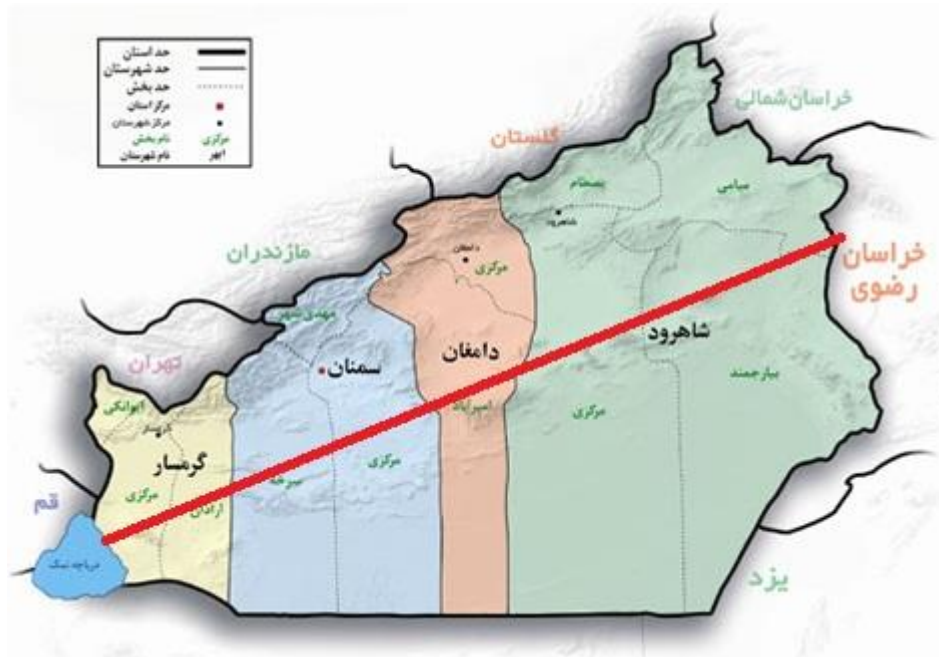 حد استان
حد شهرستان
حد بخش
مرکز استان
مرکز شهرستان
نام بخش
مرکزی
نام شهرستان
ابهر
خراسان شمالی
گلستان
بسطام
میامی
شاهرود
مازندران
دامغان
مرکزی
خراسان
رضوی
مهدی شهر
شاهرود
دامغان
تهران
سمنان
بیارجمند
ایوانکی
امیرآباد
مرکزی
گرمسار
گرمسار
مرکزی
سرخه
مرکزی
آرادان
قم
دریاچه نمک
یزد